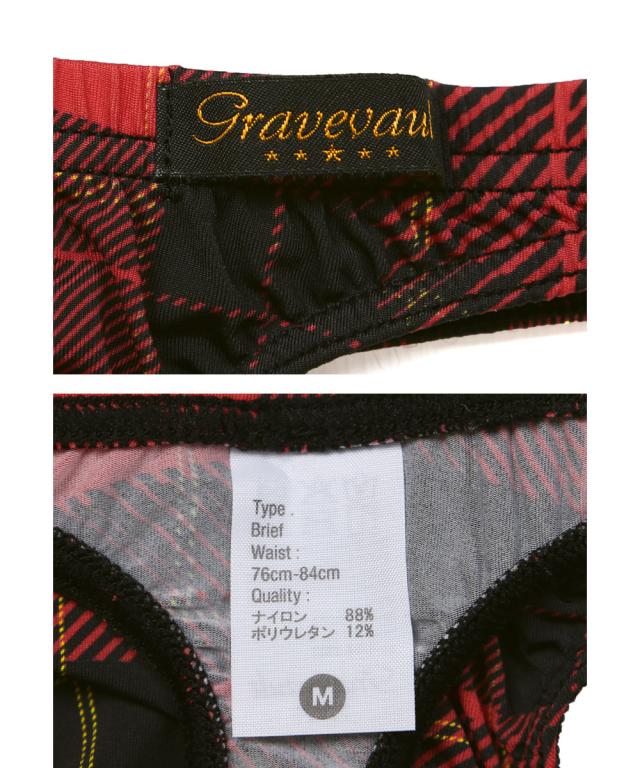 Gravevaul
Type .
Brief
Waist :
76cm-84cm
Quality :
ナイロン 88%
ポリウレタン 12%
M